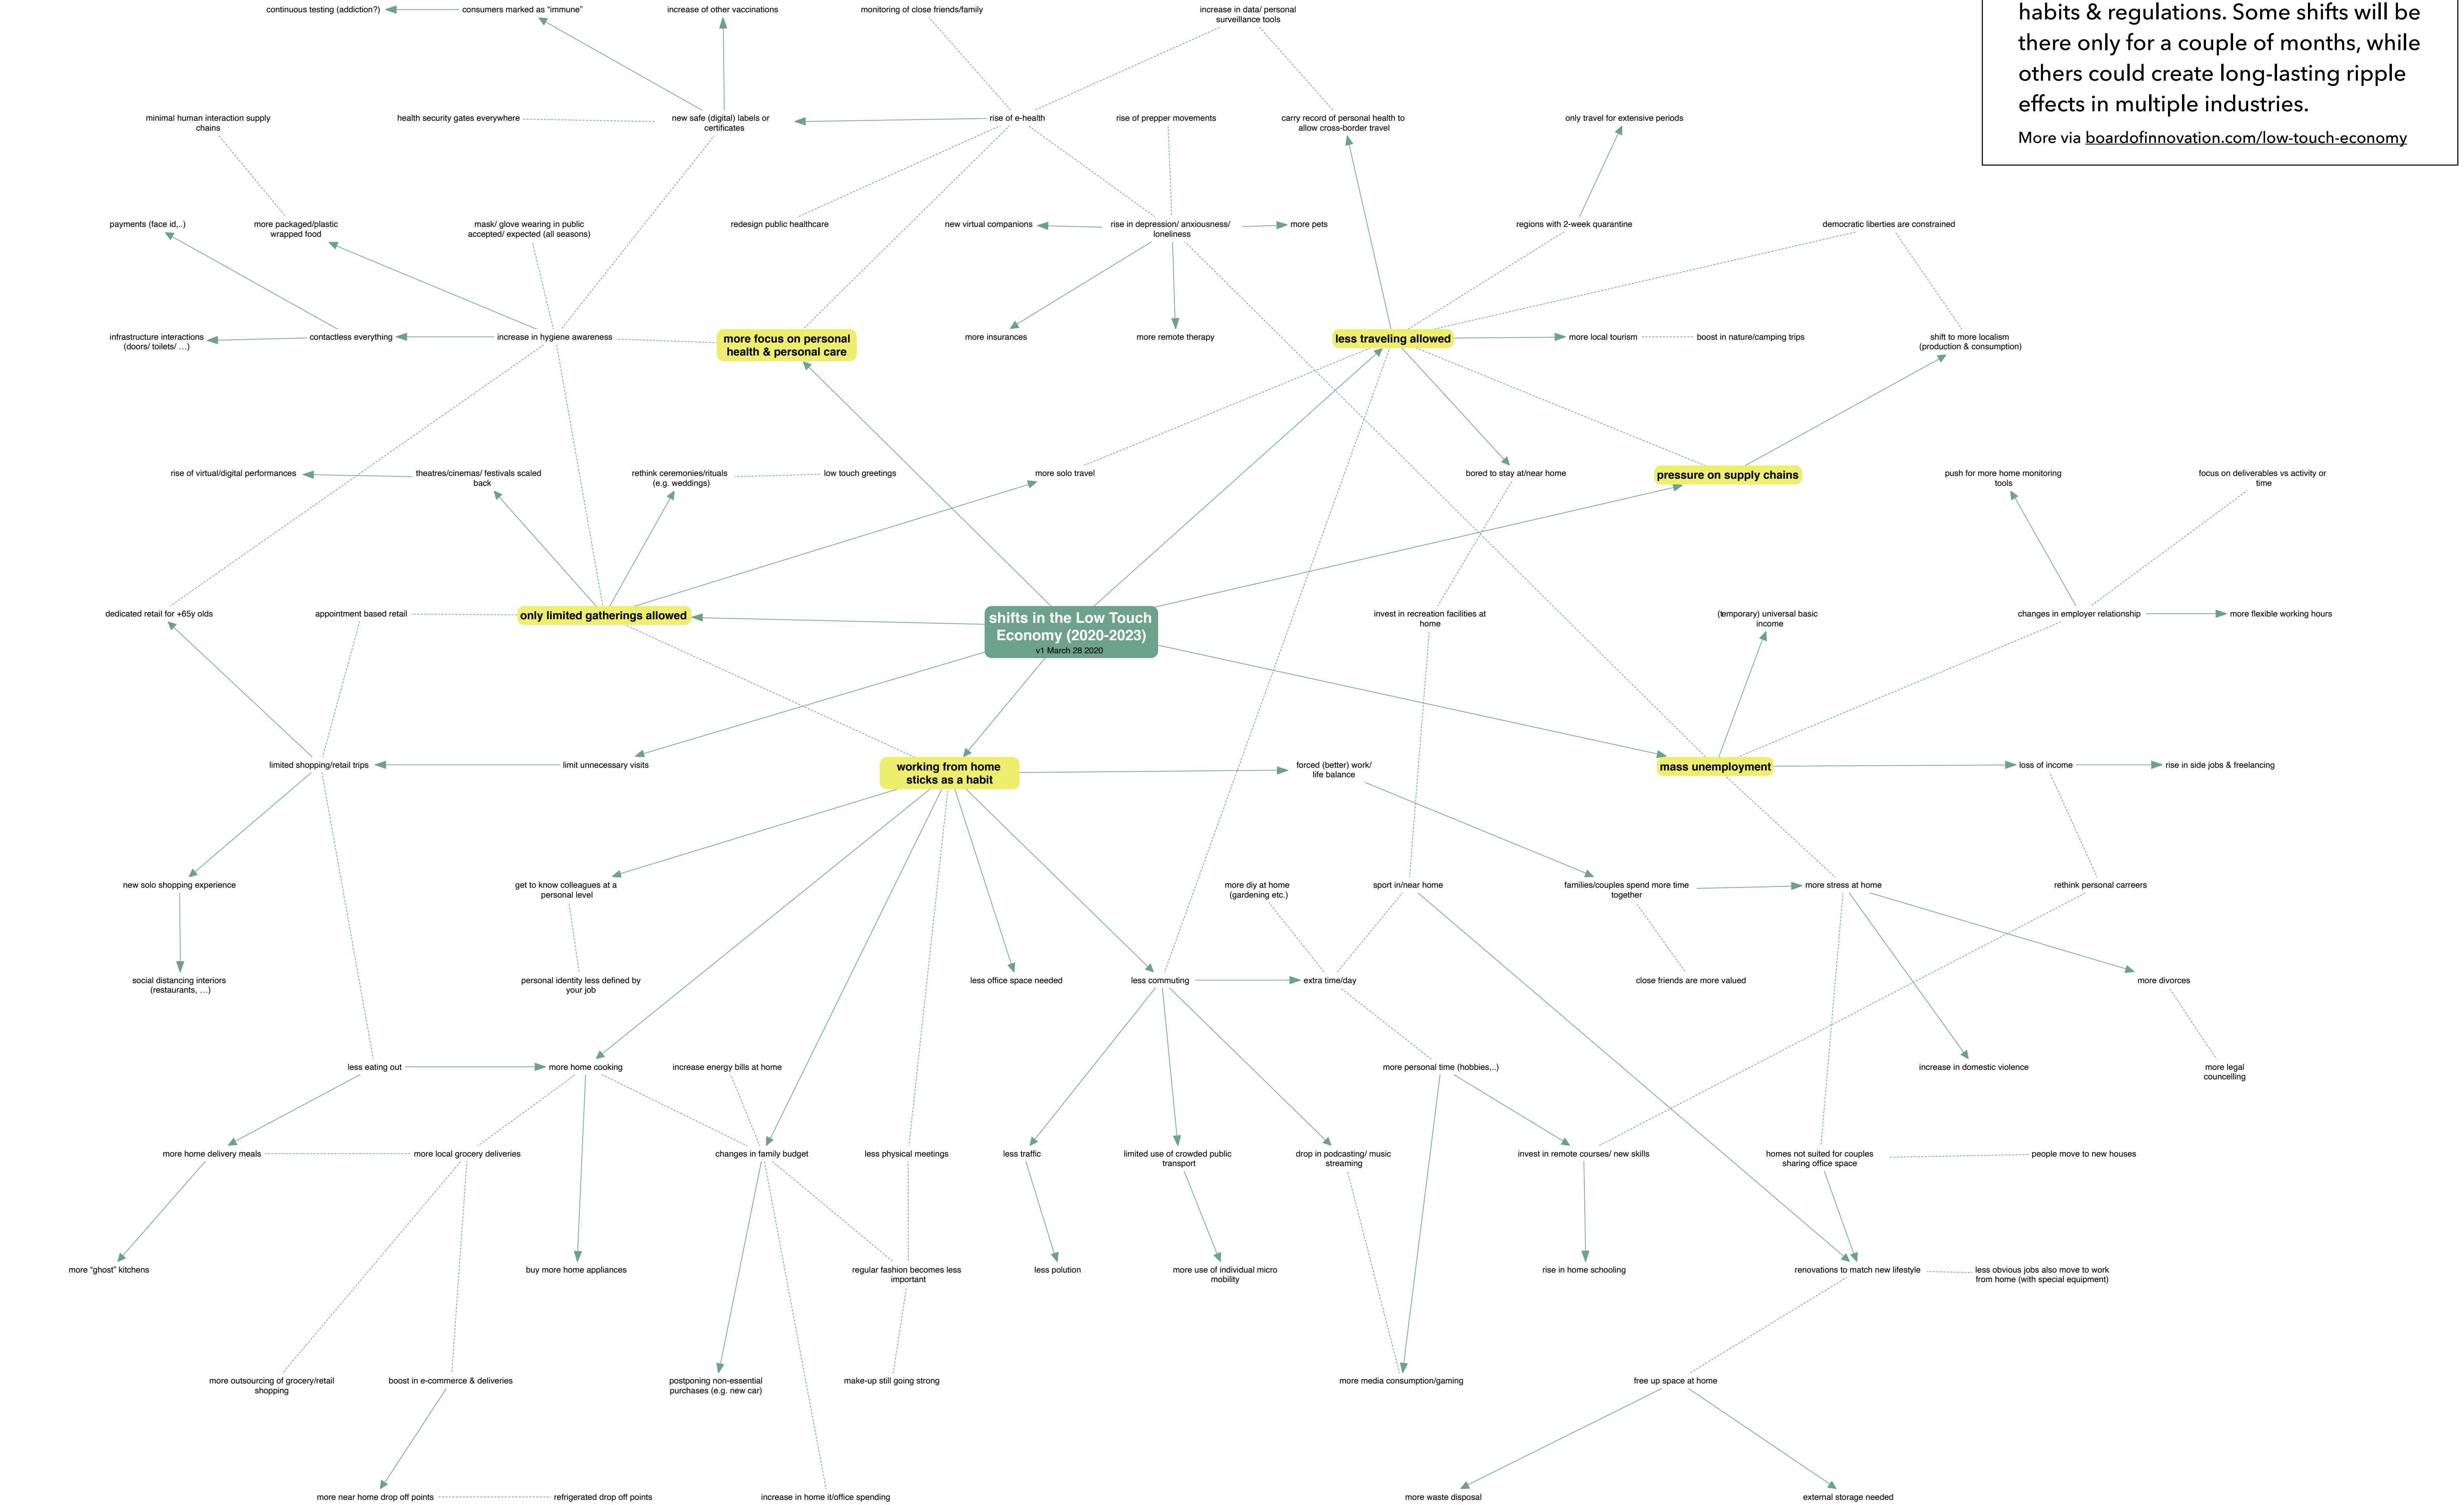 habits & regulations. Some shifts will be
there only for a couple of months, while
others could create long-lasting ripple
effects in multiple industries.
More via boardofinnovation.com/low-touch-economy
continuous testing (addiction?)
consumers marked as “immune”
increase of other vaccinations
monitoring of close friends/family
increase in data/ personal
surveillance tools
minimal human interaction supply
chains
health security gates everywhere
new safe (digital) labels or
certificates
rise of e-health
rise of prepper movements
carry record of personal health to
allow cross-border travel
only travel for extensive periods
payments (face id,..)
more packaged/plastic
wrapped food
mask/ glove wearing in public
accepted/ expected (all seasons)
redesign public healthcare
new virtual companions
rise in depression/ anxiousness/
loneliness
more pets
regions with 2-week quarantine
democratic liberties are constrained
infrastructure interactions
(doors/ toilets/ …)
contactless everything
increase in hygiene awareness
more focus on personal
health & personal care
more insurances
more remote therapy
less traveling allowed
more local tourism
boost in nature/camping trips
shift to more localism
(production & consumption)
rise of virtual/digital performances
theatres/cinemas/ festivals scaled
back
rethink ceremonies/rituals
(e.g. weddings)
low touch greetings
more solo travel
bored to stay at/near home
pressure on supply chains
push for more home monitoring
tools
focus on deliverables vs activity or
time
dedicated retail for +65y olds
appointment based retail
only limited gatherings allowed
shifts in the Low Touch
Economy (2020-2023)
v1 March 28 2020
invest in recreation facilities at
home
(temporary) universal basic
income
changes in employer relationship
more flexible working hours
limited shopping/retail trips
limit unnecessary visits
working from home
sticks as a habit
forced (better) work/
life balance
mass unemployment
loss of income
rise in side jobs & freelancing
new solo shopping experience
get to know colleagues at a
personal level
more diy at home
(gardening etc.)
sport in/near home
families/couples spend more time
together
more stress at home
rethink personal carreers
social distancing interiors
(restaurants, …)
personal identity less defined by
your job
less office space needed
less commuting
extra time/day
close friends are more valued
more divorces
less eating out
more home cooking
increase energy bills at home
more personal time (hobbies,..)
increase in domestic violence
more legal
councelling
more home delivery meals
more local grocery deliveries
changes in family budget
less physical meetings
less traffic
limited use of crowded public
transport
drop in podcasting/ music
streaming
invest in remote courses/ new skills
homes not suited for couples
sharing office space
people move to new houses
more “ghost” kitchens
buy more home appliances
regular fashion becomes less
important
less polution
more use of individual micro
mobility
rise in home schooling
renovations to match new lifestyle
less obvious jobs also move to work
from home (with special equipment)
more outsourcing of grocery/retail
shopping
boost in e-commerce & deliveries
postponing non-essential
purchases (e.g. new car)
make-up still going strong
more media consumption/gaming
free up space at home
more near home drop off points
refrigerated drop off points
increase in home it/office spending
more waste disposal
external storage needed